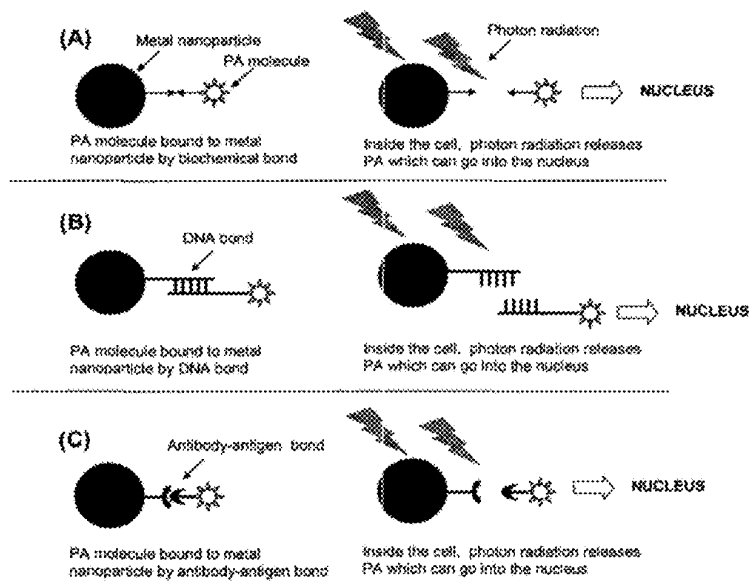 (A)
Metal nanoparticle
PA molecule
Photon radiation
NUCLEUS
PA molecule bound to metal
nanoparticle by biochemical bond
Inside the cell, photon radiation releases
PA which can go into the nucleus
(B)
DNA bond
NUCLEUS
PA molecule bound to metal
nanoparticle by DNA bond
Inside the cell, photon radiation releases
PA which can go into the nucleus
(C)
Antibody-antigen bond
NUCLEUS
PA molecule bound to metal
nanoparticle by antibody-antigen bond
Inside the cell, photon radiation releases
PA which can go into the nucleus